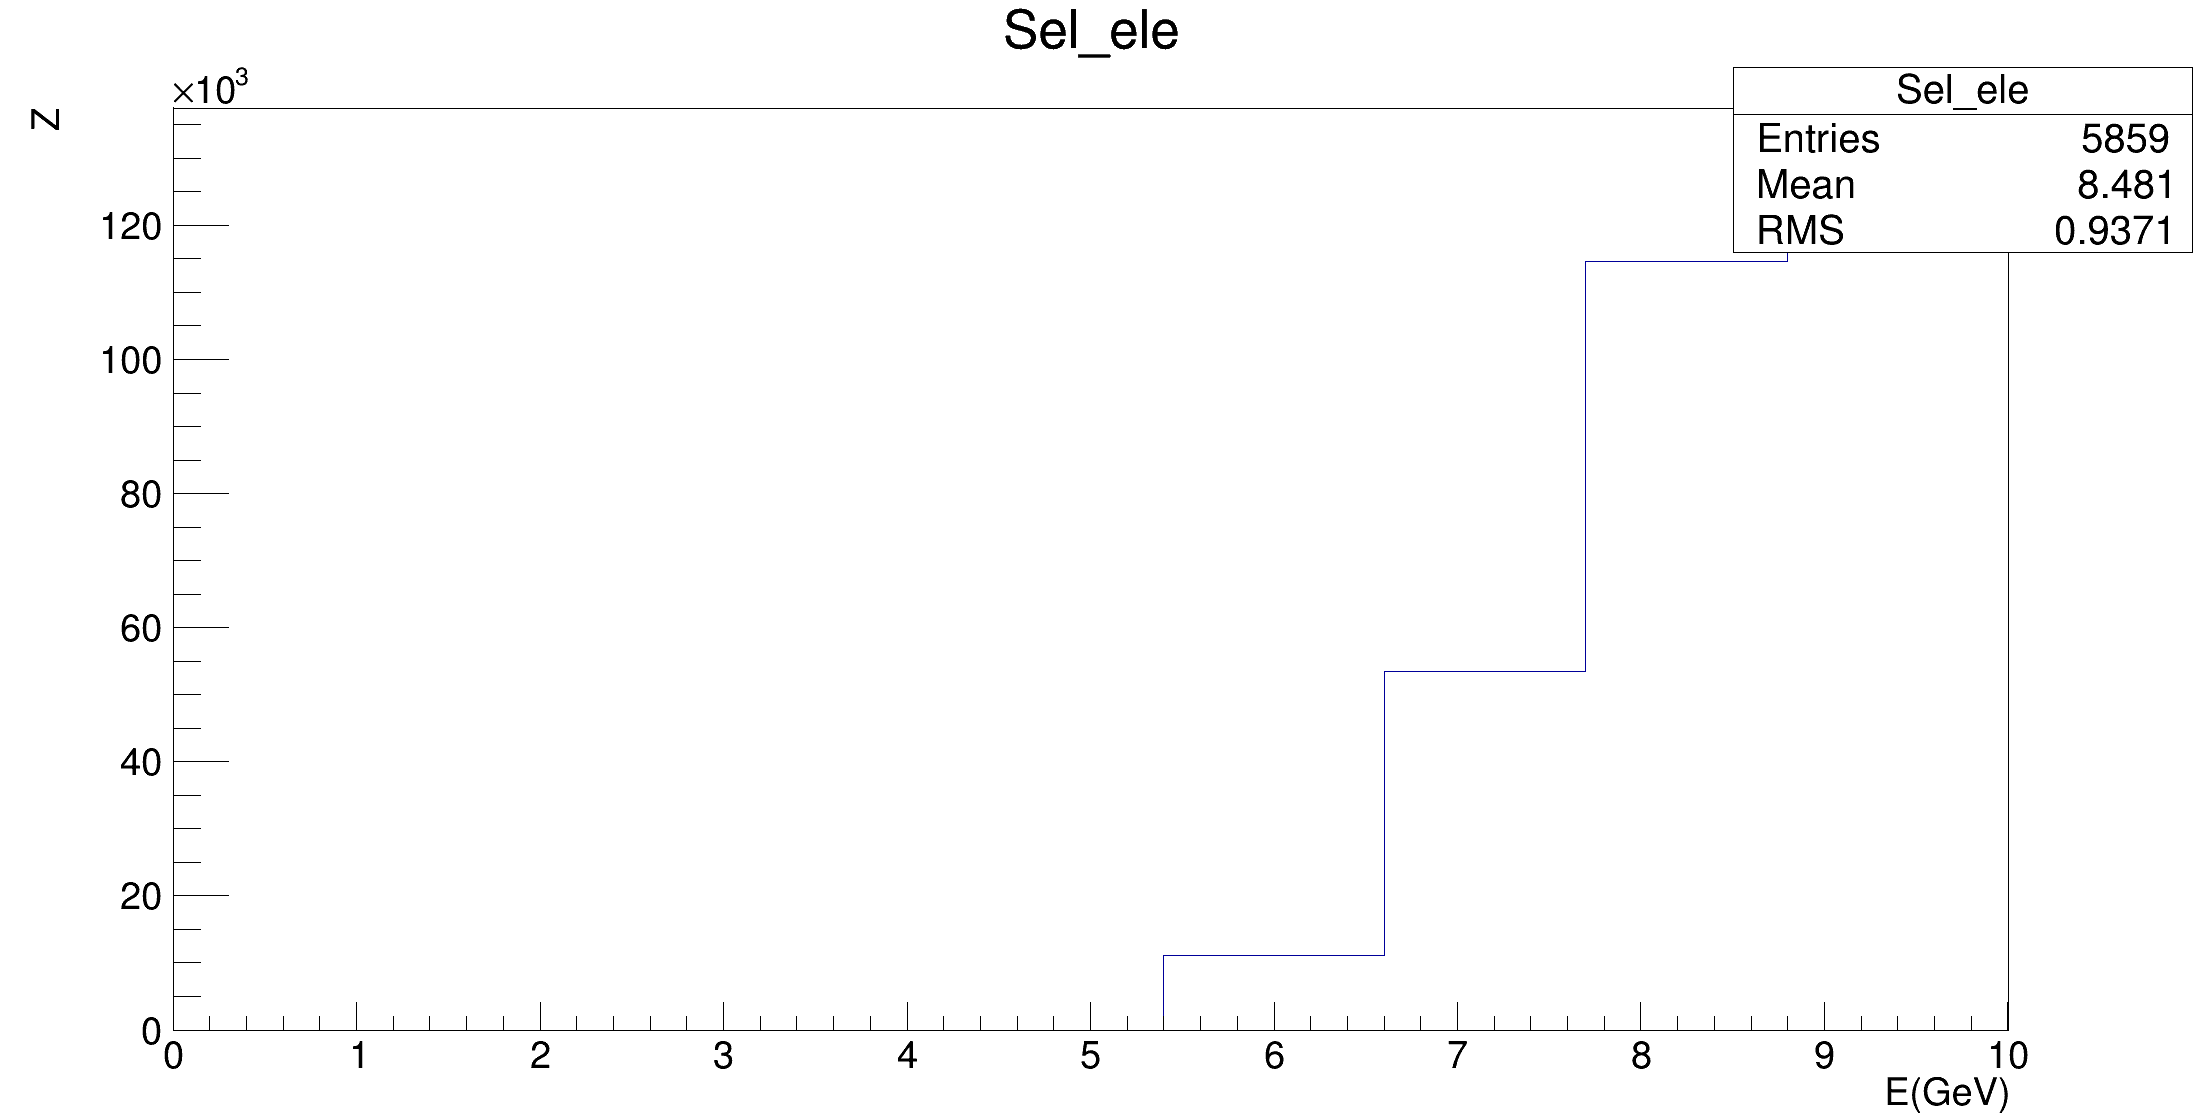 Sel_ele
×10³
Z
Sel_ele
Entries 5859
Mean 8.481
RMS 0.9371
120
100
80
60
40
20
0
0 1 2 3 4 5 6 7 8 9 10
E(GeV)